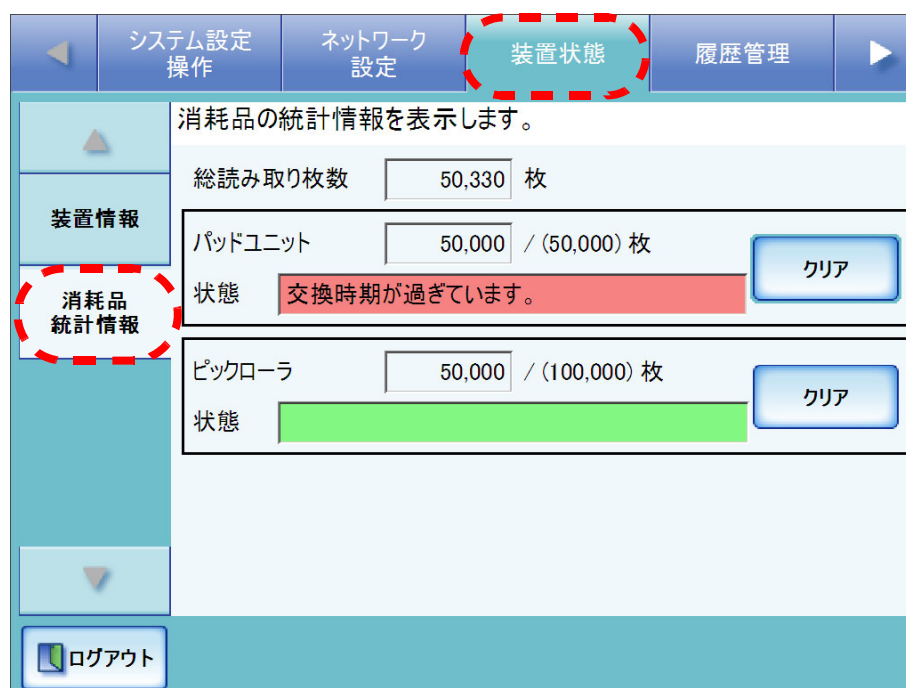 システム設定
操作
ネットワーク
設定
装置状態
履歴管理
消耗品の統計情報を表示します。
総読み取り枚数 50,330 枚
装置情報
パッドユニット 50,000 / (50,000) 枚
クリア
状態 交換時期が過ぎています。
消耗品
統計情報
ピックローラ 50,000 / (100,000) 枚
クリア
状態
ログアウト